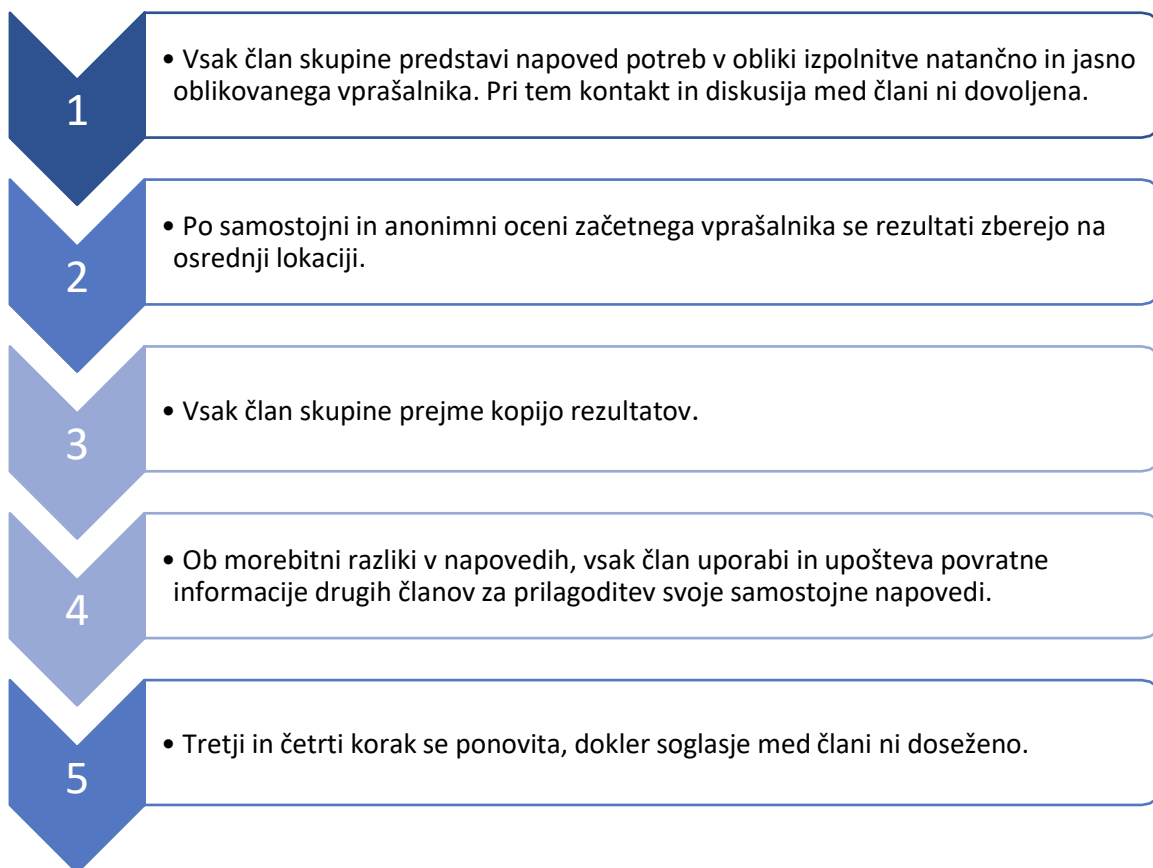 1
• Vsak član skupine predstavi napoved potreb v obliki izpolnitve natančno in jasno
oblikovanega vprašalnika. Pri tem kontakt in diskusija med člani ni dovoljena.
2
• Po samostojni in anonimni oceni začetnega vprašalnika se rezultati zberejo na
osrednji lokaciji.
3
• Vsak član skupine prejme kopijo rezultatov.
4
• Ob morebitni razliki v napovedih, vsak član uporabi in upošteva povratne
informacije drugih članov za prilagoditev svoje samostojne napovedi.
5
• Tretji in četrti korak se ponovita, dokler soglasje med člani ni doseženo.